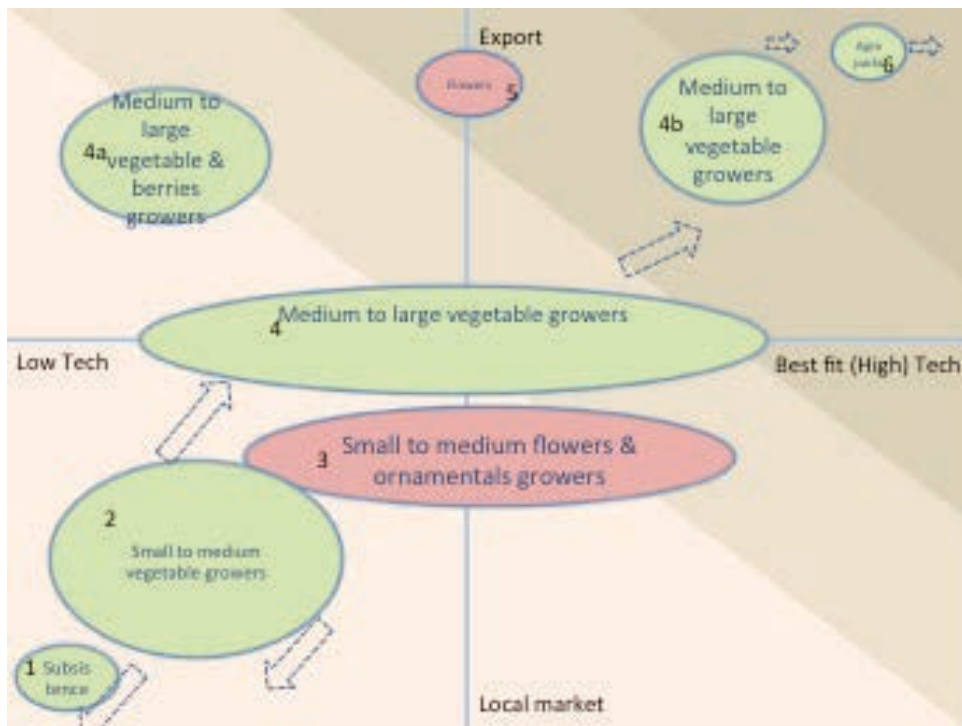 Export
Flowers
5
Agro
parks
6
Medium to
large
vegetable &
berries
growers
4a
Medium to
large
vegetable
growers
4b
Medium to large vegetable growers
4
Low Tech
Best fit (High) Tech
Small to medium flowers &
ornamentals growers
3
2
Small to medium
vegetable growers
1
Subsis
tence
Local market